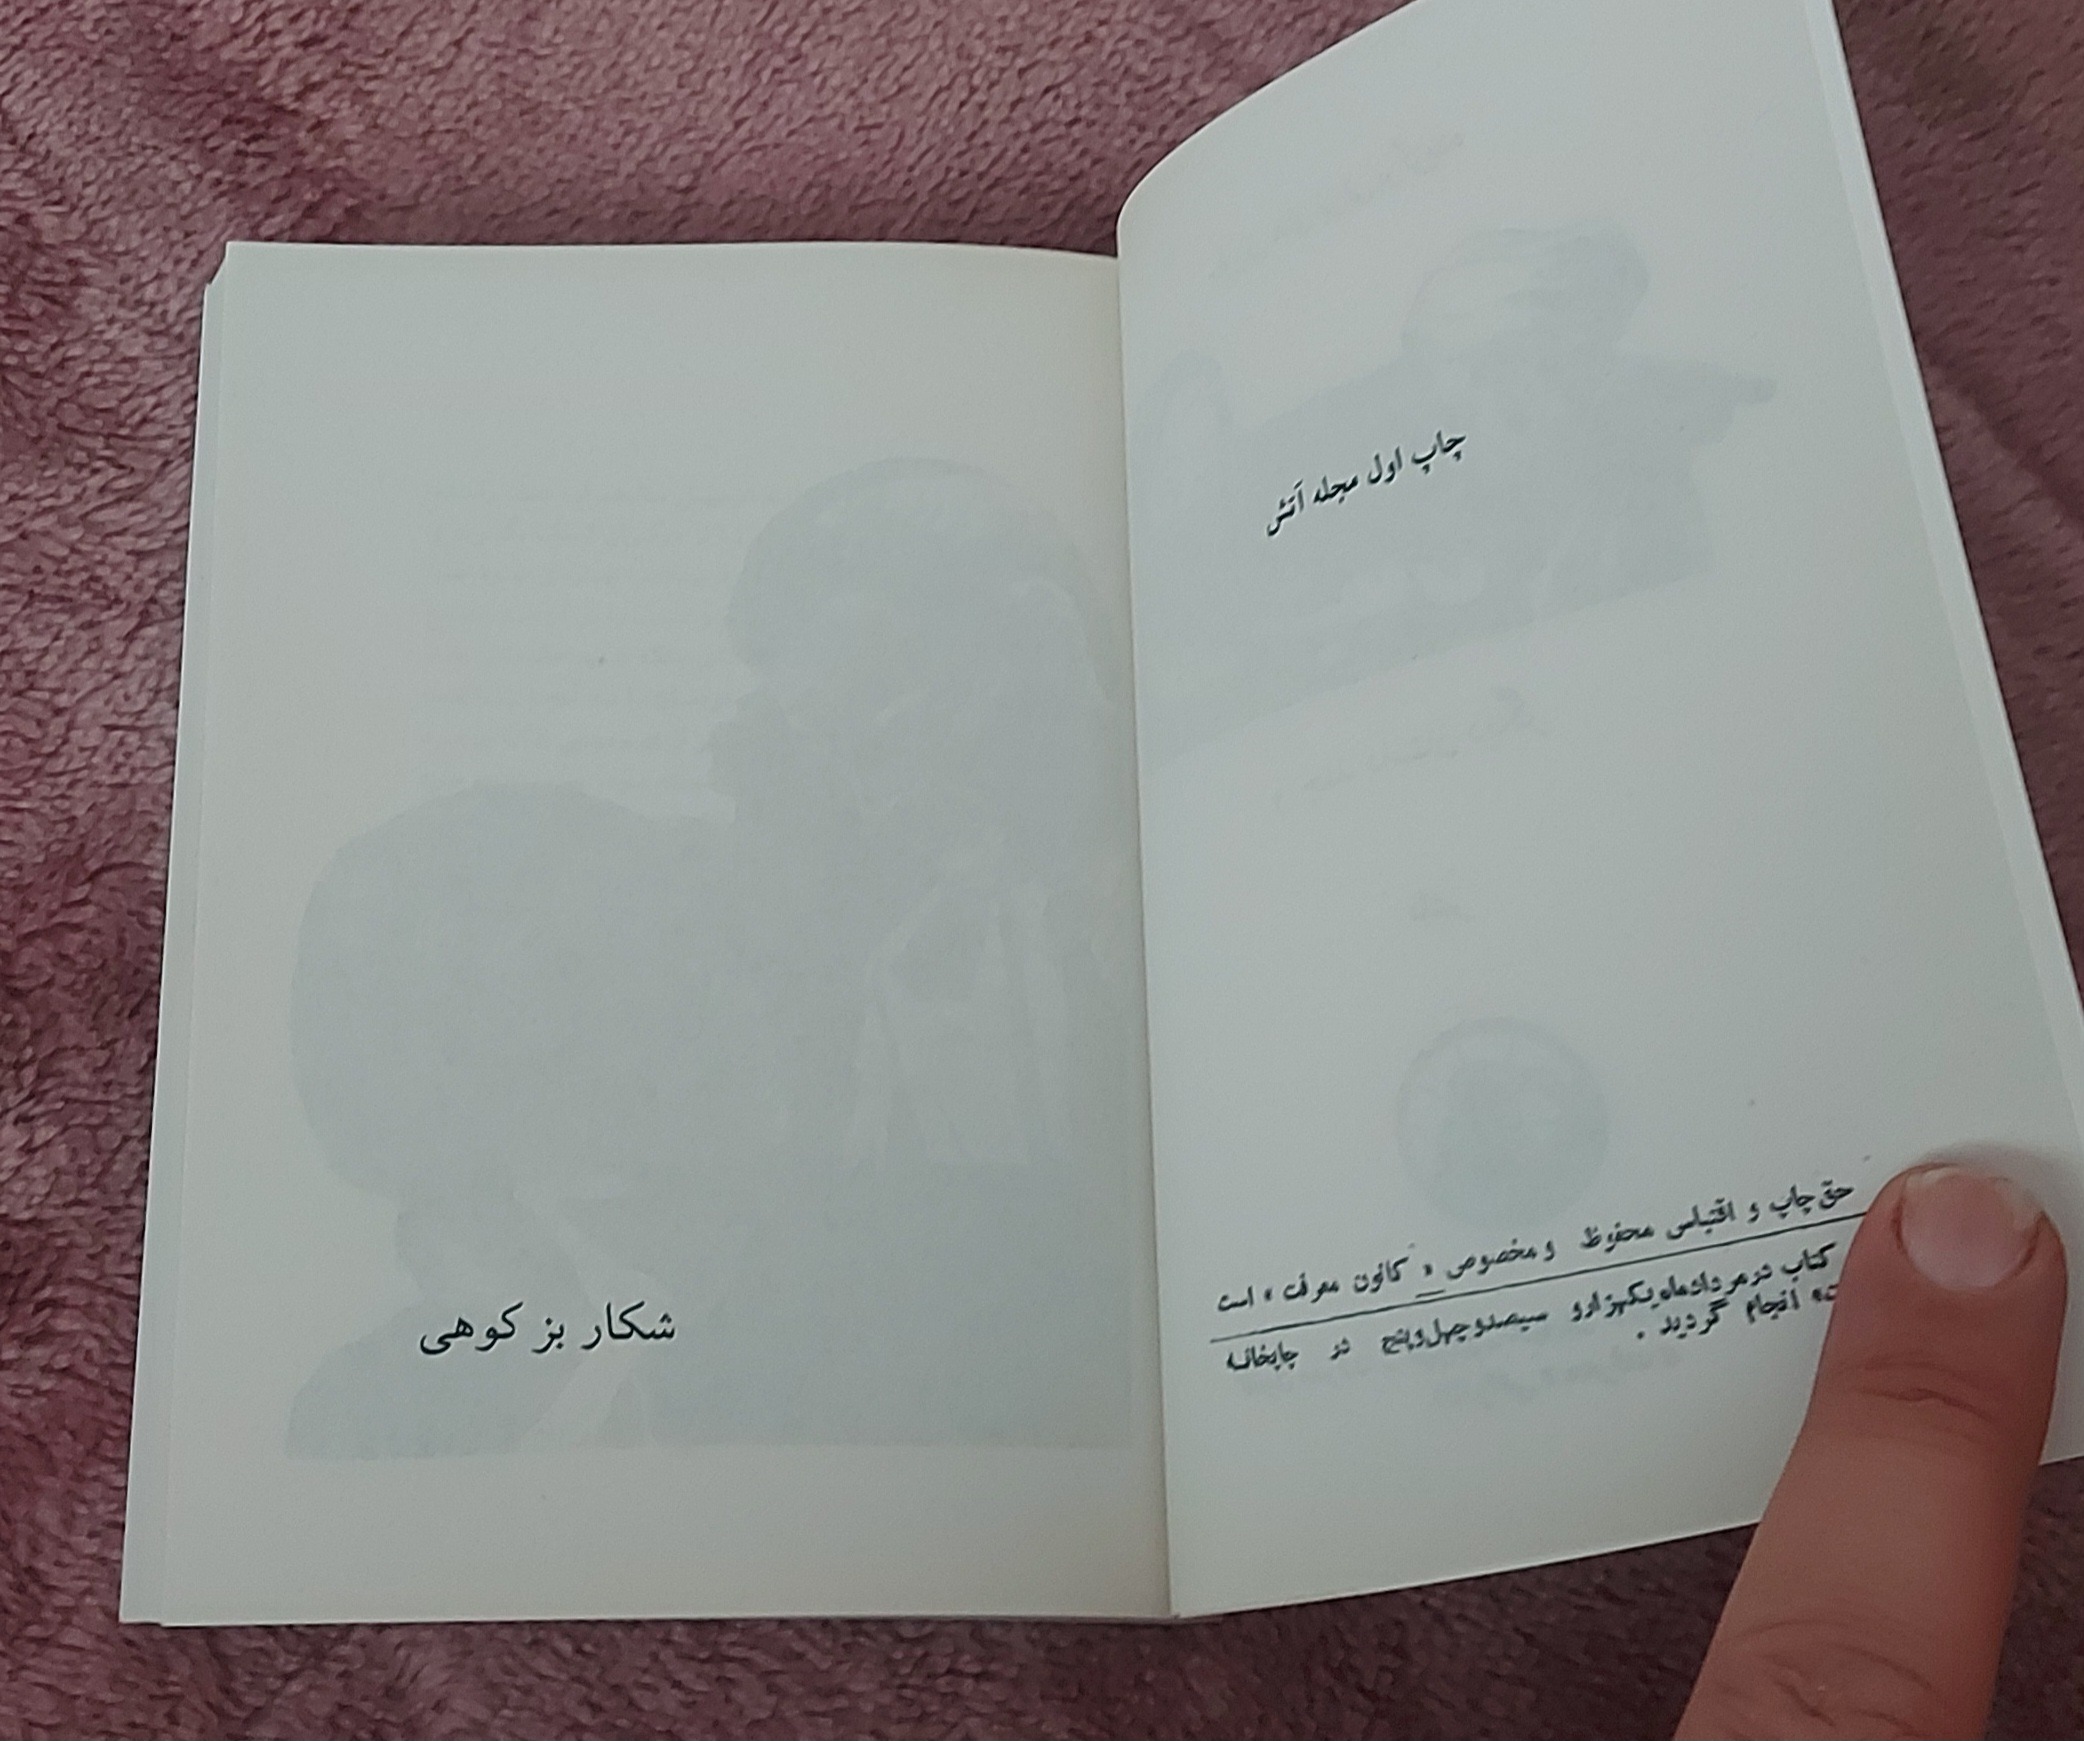 چاپ اول مجله آتش
حق چاپ و اقتباس محفوظ و مخصوص « کانون معرفت » است
کتاب در مرداد ماه یکهزار و سیصد و چهل و پنج در چاپخانه
انجام گردید .
شکار بز کوهی